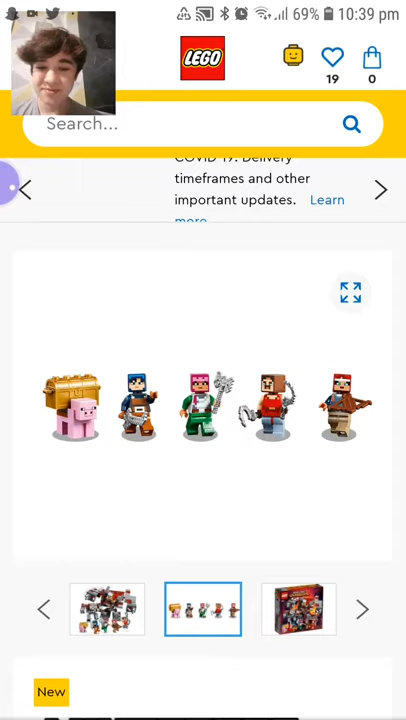 69% 10:39 pm
LEGO
19
0
Search...
COVID-19. Delivery
timeframes and other
important updates. Learn
more
New